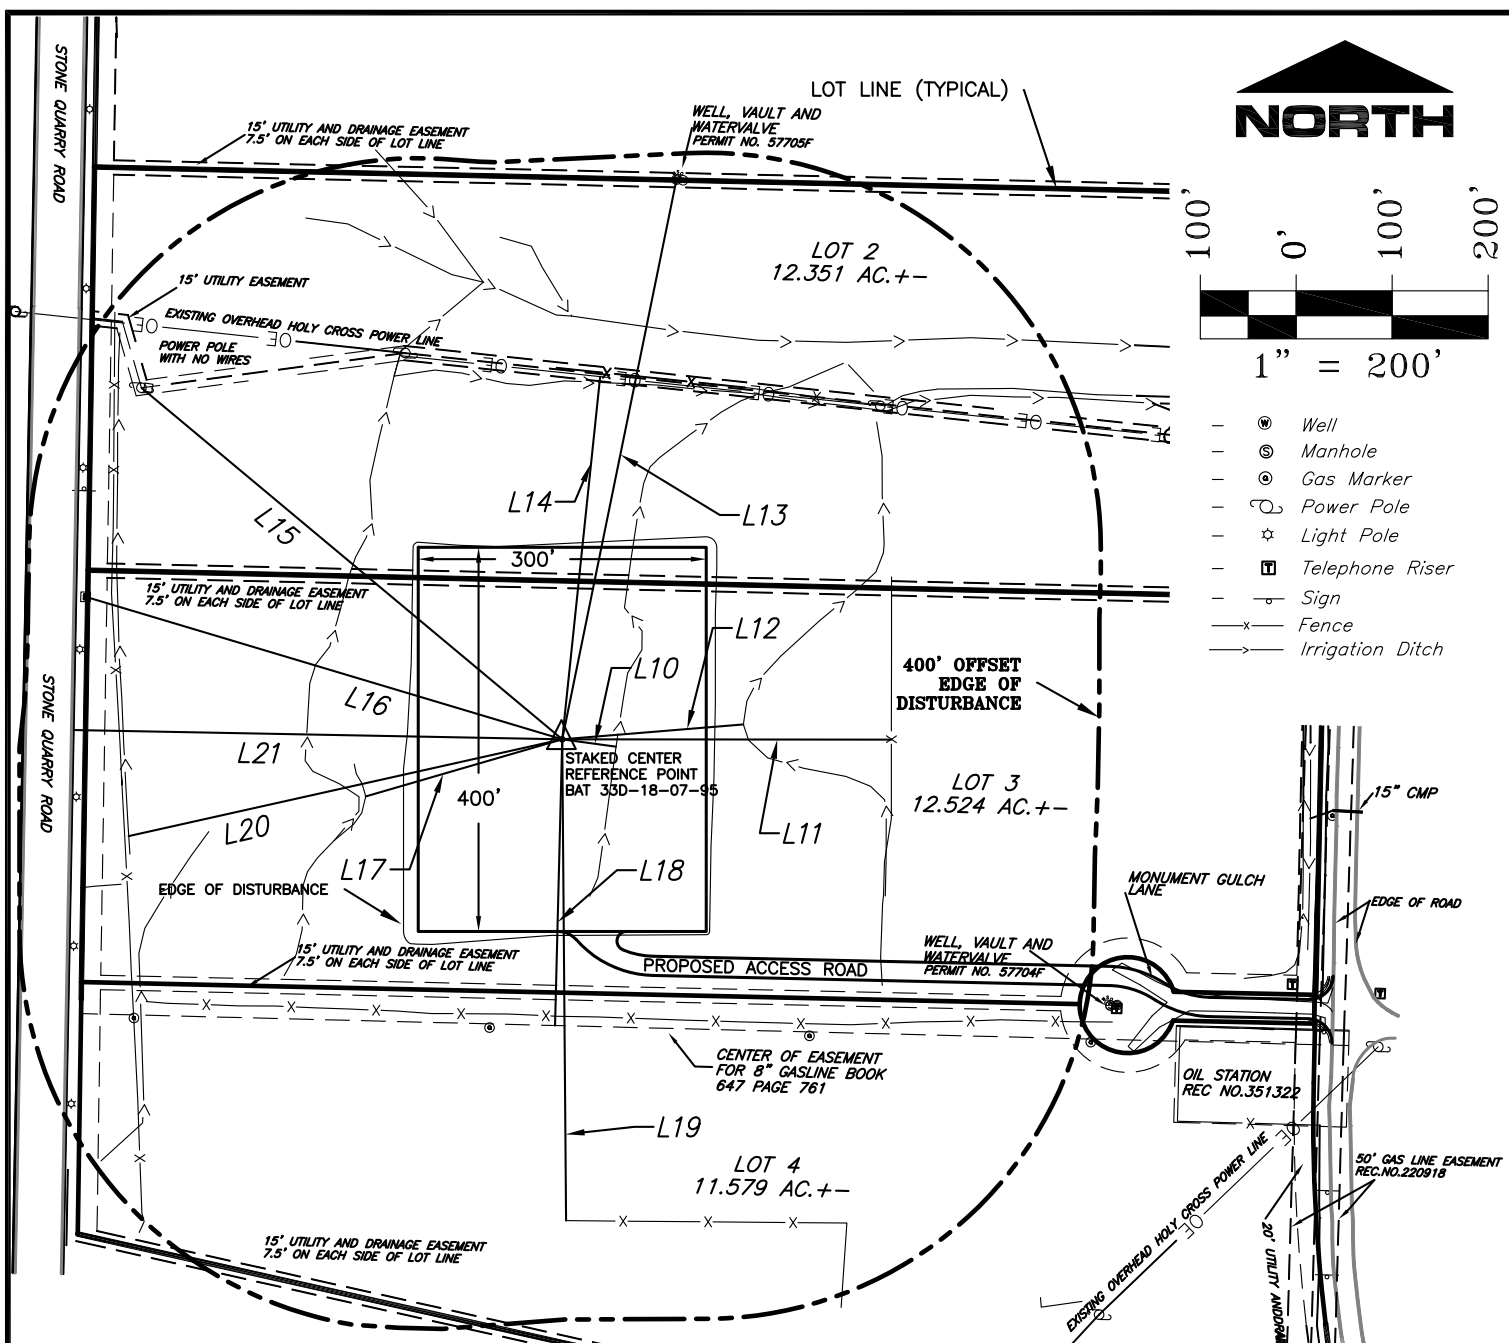 STONE QUARRY ROAD
LOT LINE (TYPICAL)
WELL, VAULT AND
WATERVALVE
PERMIT NO. 57705F
15' UTILITY AND DRAINAGE EASEMENT
7.5' ON EACH SIDE OF LOT LINE
NORTH
100'
0'
100'
200'
1" = 200'
LOT 2
12.351 AC.+-
15' UTILITY EASEMENT
EXISTING OVERHEAD HOLY CROSS POWER LINE
POWER POLE
WITH NO WIRES
OE
OE
OE
OE
OE
OE
OE
W Well
S Manhole
G Gas Marker
Power Pole
Light Pole
T Telephone Riser
Sign
X Fence
Irrigation Ditch
L15
L14
L13
300'
15' UTILITY AND DRAINAGE EASEMENT
7.5' ON EACH SIDE OF LOT LINE
L12
L10
L16
L21
400' OFFSET
EDGE OF
DISTURBANCE
STONE QUARRY ROAD
STAKED CENTER
REFERENCE POINT
BAT 33D-18-07-95
400'
LOT 3
12.524 AC.+-
15" CMP
L20
L11
L17
L18
EDGE OF DISTURBANCE
MONUMENT GULCH
LANE
EDGE OF ROAD
15' UTILITY AND DRAINAGE EASEMENT
7.5' ON EACH SIDE OF LOT LINE
WELL, VAULT AND
WATERVALVE
PERMIT NO. 57704F
PROPOSED ACCESS ROAD
T
T
T
CENTER OF EASEMENT
FOR 8" GASLINE BOOK
647 PAGE 761
OIL STATION
REC NO.351322
L19
LOT 4
11.579 AC.+-
50' GAS LINE EASEMENT
REC.NO.220918
EXISTING OVERHEAD HOLY CROSS POWER LINE
OE
OE
20' UTILITY AND
15' UTILITY AND DRAINAGE EASEMENT
7.5' ON EACH SIDE OF LOT LINE